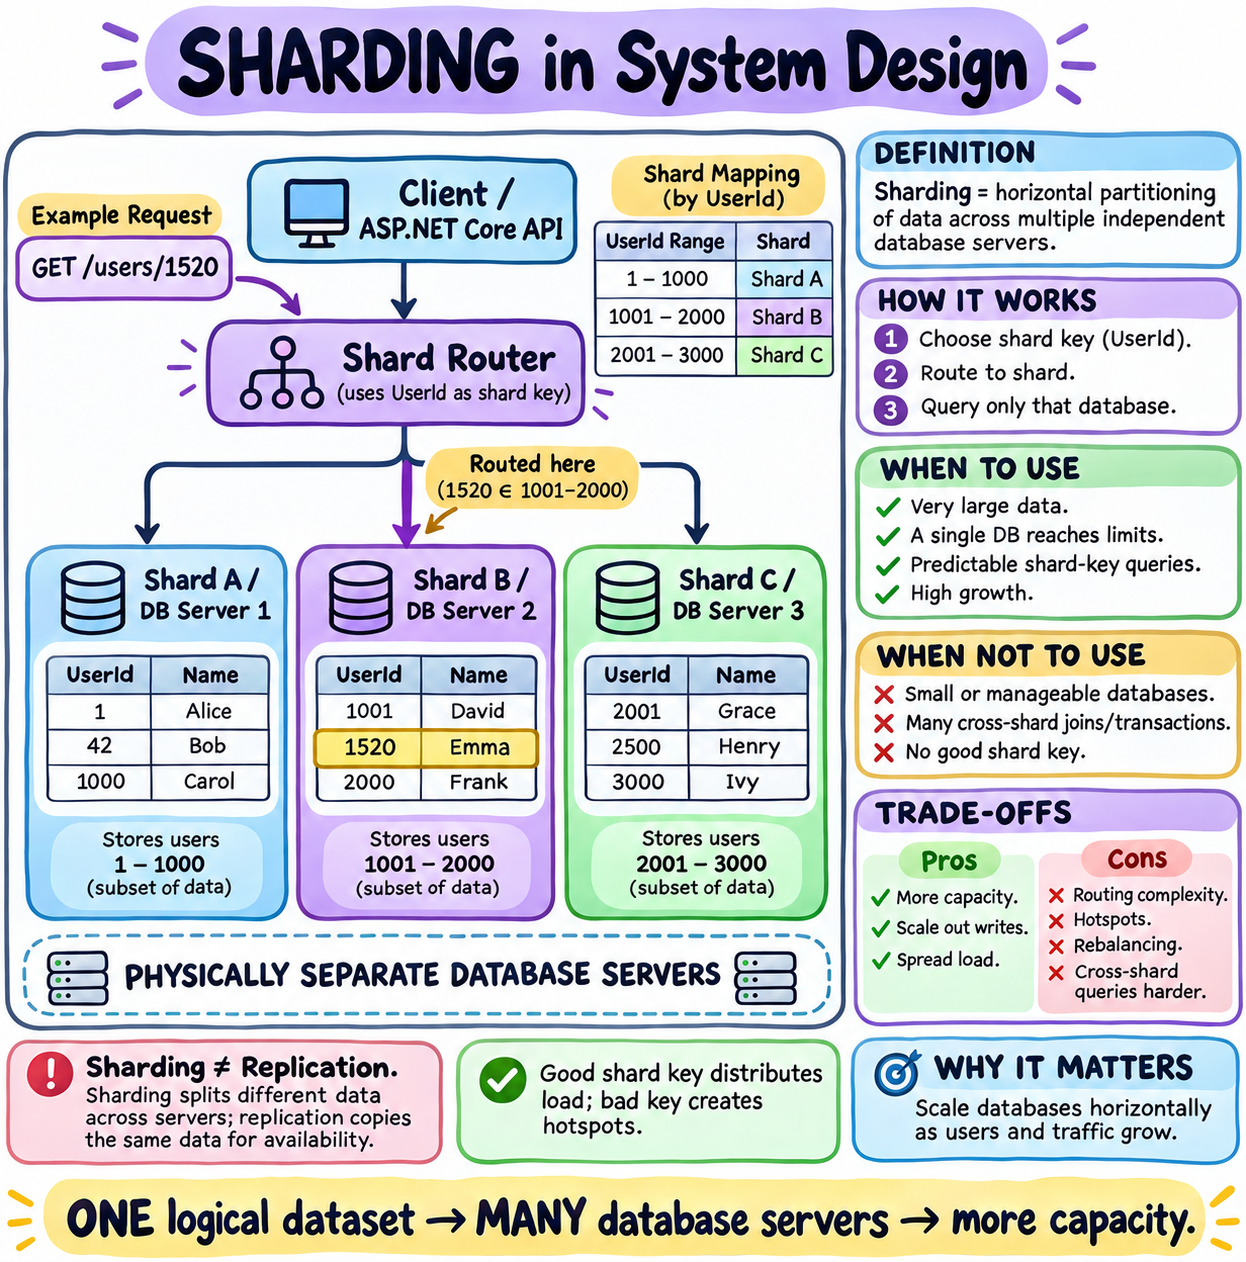 SHARDING in System Design
Example Request
GET /users/1520
Client /
ASP.NET Core API
Shard Mapping
(by UserId)
UserId Range Shard
1 – 1000 Shard A
1001 – 2000 Shard B
2001 – 3000 Shard C
Shard Router
(uses UserId as shard key)
Routed here
(1520 ∈ 1001–2000)
Shard A /
DB Server 1
UserId Name
1 Alice
42 Bob
1000 Carol
Stores users
1 – 1000
(subset of data)
Shard B /
DB Server 2
UserId Name
1001 David
1520 Emma
2000 Frank
Stores users
1001 – 2000
(subset of data)
Shard C /
DB Server 3
UserId Name
2001 Grace
2500 Henry
3000 Ivy
Stores users
2001 – 3000
(subset of data)
PHYSICALLY SEPARATE DATABASE SERVERS
DEFINITION
Sharding = horizontal partitioning
of data across multiple independent
database servers.
HOW IT WORKS
1 Choose shard key (UserId).
2 Route to shard.
3 Query only that database.
WHEN TO USE
✓ Very large data.
✓ A single DB reaches limits.
✓ Predictable shard-key queries.
✓ High growth.
WHEN NOT TO USE
✗ Small or manageable databases.
✗ Many cross-shard joins/transactions.
✗ No good shard key.
TRADE-OFFS
Pros
✓ More capacity.
✓ Scale out writes.
✓ Spread load.
Cons
✗ Routing complexity.
✗ Hotspots.
✗ Rebalancing.
✗ Cross-shard
queries harder.
! Sharding ≠ Replication.
Sharding splits different data
across servers; replication copies
the same data for availability.
✓ Good shard key distributes
load; bad key creates
hotspots.
WHY IT MATTERS
Scale databases horizontally
as users and traffic grow.
ONE logical dataset → MANY database servers → more capacity.